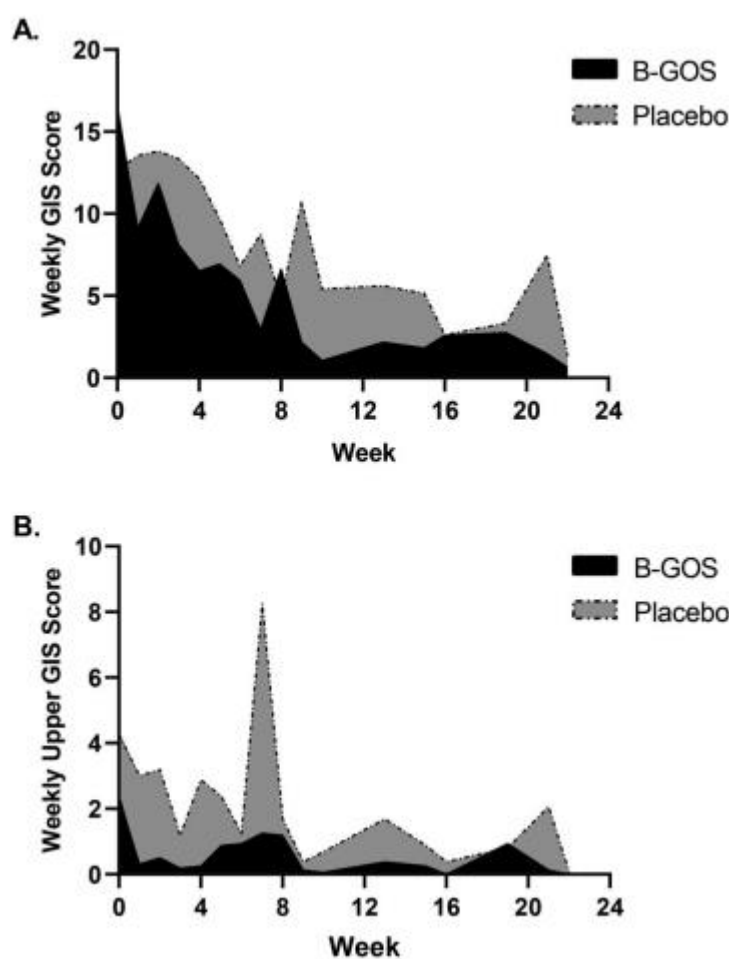 A.
Weekly GIS Score
20
15
10
5
0
0 4 8 12 16 20 24
Week
B-GOS
Placebo
B.
Weekly Upper GIS Score
10
8
6
4
2
0
0 4 8 12 16 20 24
Week
B-GOS
Placebo